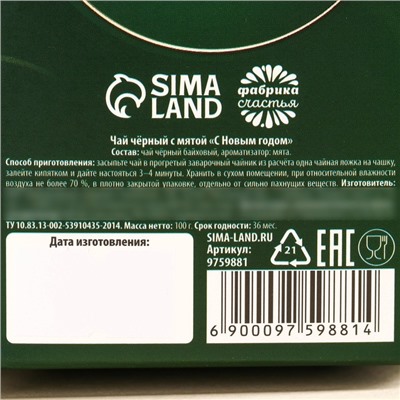 SIMA
LAND
фабрика
счастья
Чай чёрный с мятой «С Новым годом»
Состав: чай чёрный байховый, ароматизатор: мята.
Способ приготовления: засыпьте чай в прогретый заварочный чайник из расчёта одна чайная ложка на чашку,
залейте кипятком и дайте настояться 3–4 минуты. Хранить в сухом помещении, при относительной влажности
воздуха не более 70 %, в плотно закрытой упаковке, отдельно от сильно пахнущих веществ. Изготовитель:
ТУ 10.83.13-002-53910435-2014. Масса нетто: 100 г. Срок годности: 36 мес.
Дата изготовления:
SIMA-LAND.RU
Артикул:
9759881
21
EAC
6 900097 598814